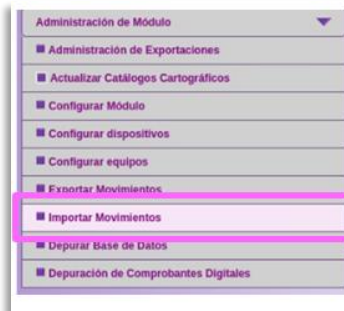 Administración de Módulo
Administración de Exportaciones
Actualizar Catálogos Cartográficos
Configurar Módulo
Configurar dispositivos
Configurar equipos
Exportar Movimientos
Importar Movimientos
Depurar Base de Datos
Depuración de Comprobantes Digitales